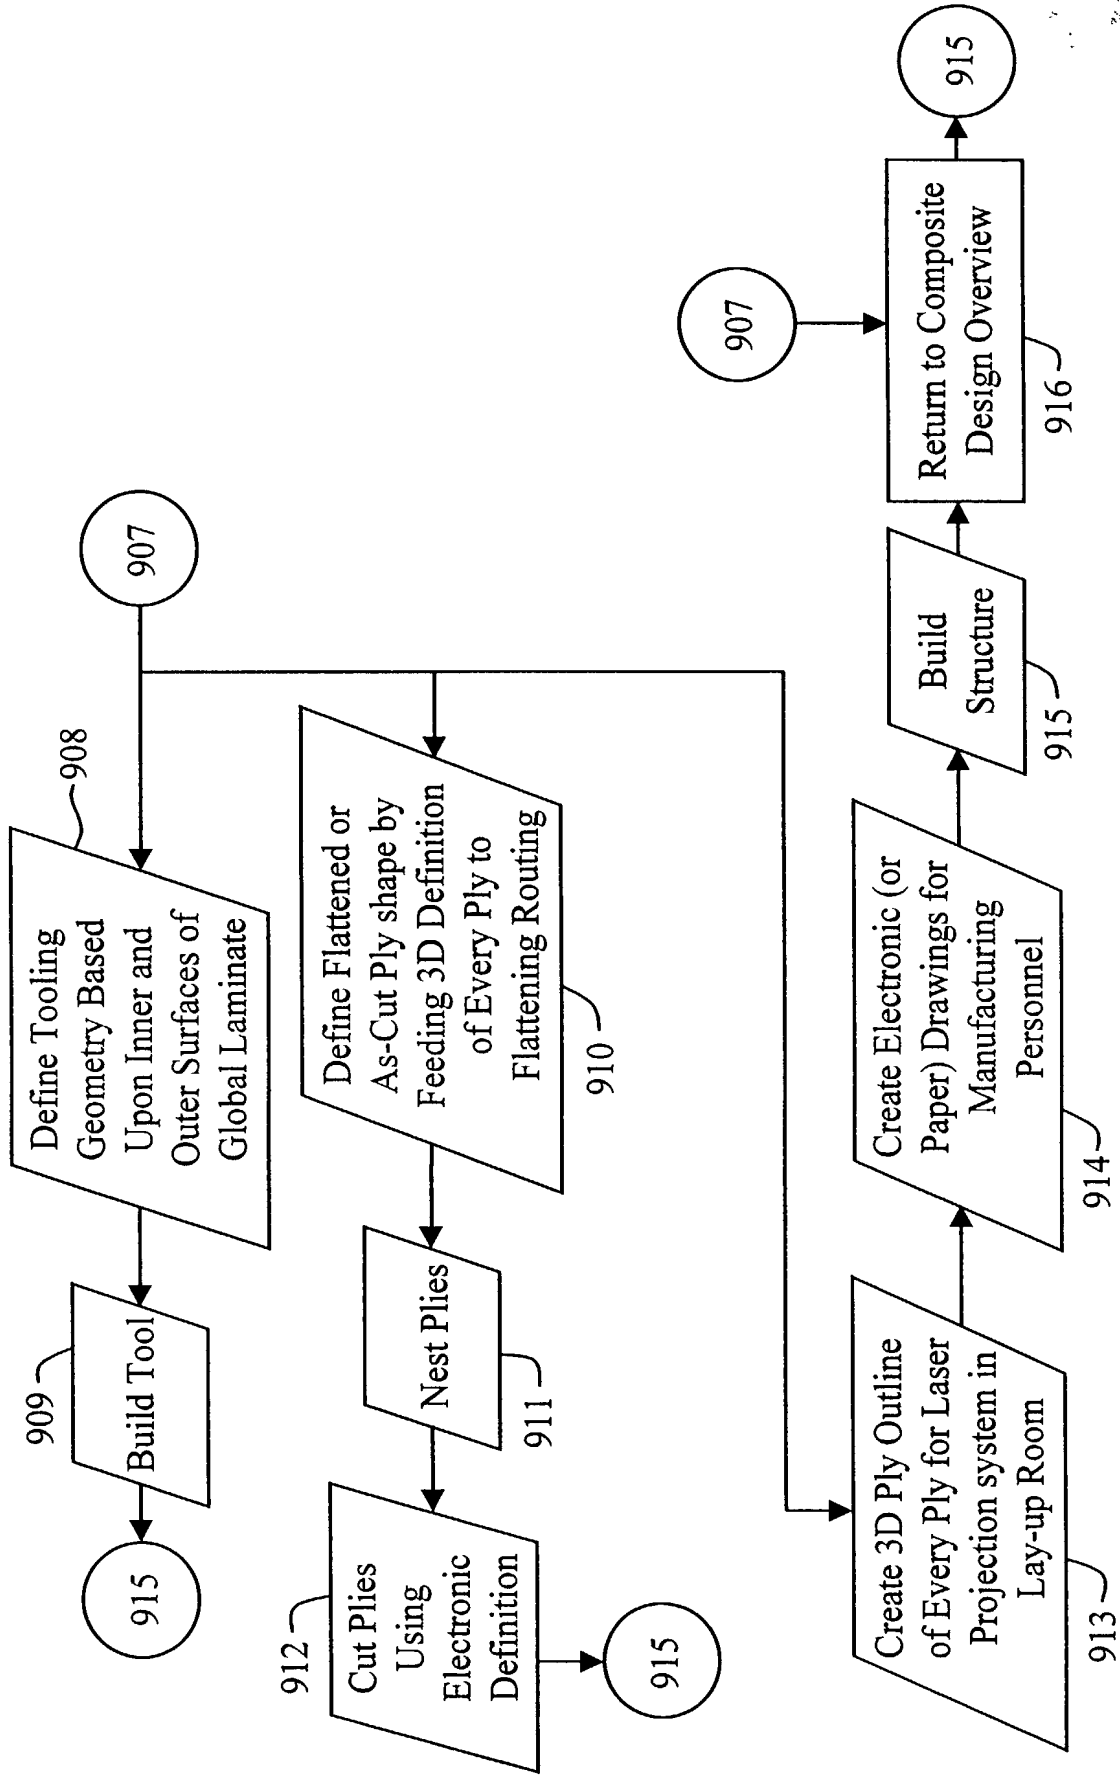 907
908
Define Tooling
Geometry Based
Upon Inner and
Outer Surfaces of
Global Laminate
909
Build Tool
915
Define Flattened or
As-Cut Ply shape by
Feeding 3D Definition
of Every Ply to
Flattening Routing
910
Nest Plies
911
912
Cut Plies
Using
Electronic
Definition
915
Create 3D Ply Outline
of Every Ply for Laser
Projection system in
Lay-up Room
913
Create Electronic (or
Paper) Drawings for
Manufacturing
Personnel
914
Build
Structure
915
907
Return to Composite
Design Overview
916
915